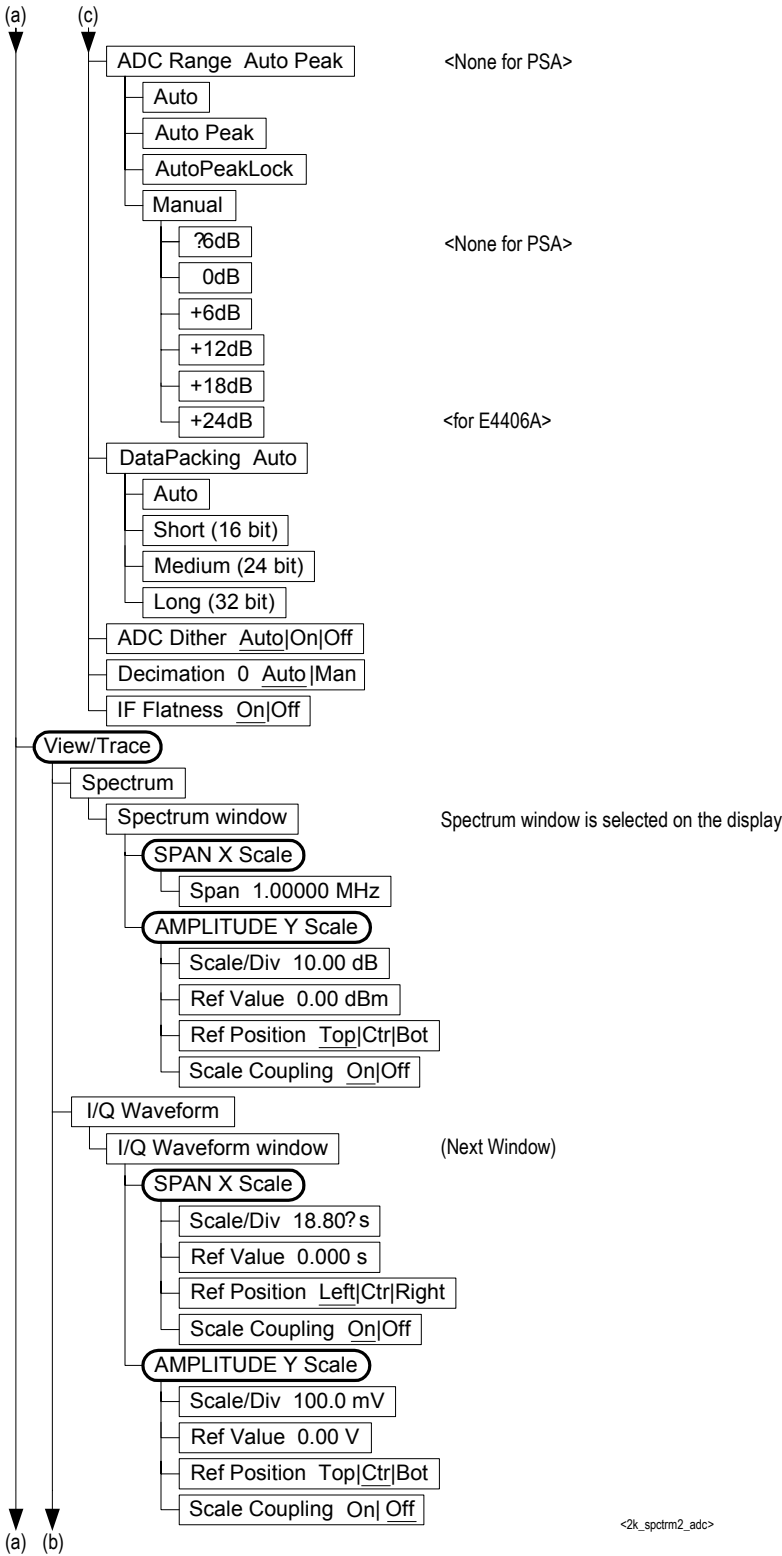 (a) (c)
ADC Range Auto Peak <None for PSA>
Auto
Auto Peak
AutoPeakLock
Manual
?6dB <None for PSA>
0dB
+6dB
+12dB
+18dB
+24dB <for E4406A>
DataPacking Auto
Auto
Short (16 bit)
Medium (24 bit)
Long (32 bit)
ADC Dither Auto|On|Off
Decimation 0 Auto|Man
IF Flatness On|Off
View/Trace
Spectrum
Spectrum window Spectrum window is selected on the display
SPAN X Scale
Span 1.00000 MHz
AMPLITUDE Y Scale
Scale/Div 10.00 dB
Ref Value 0.00 dBm
Ref Position Top|Ctr|Bot
Scale Coupling On|Off
I/Q Waveform
I/Q Waveform window (Next Window)
SPAN X Scale
Scale/Div 18.80?s
Ref Value 0.000 s
Ref Position Left|Ctr|Right
Scale Coupling On|Off
AMPLITUDE Y Scale
Scale/Div 100.0 mV
Ref Value 0.00 V
Ref Position Top|Ctr|Bot
Scale Coupling On| Off
<2k_spctrm2_adc>
(a) (b)